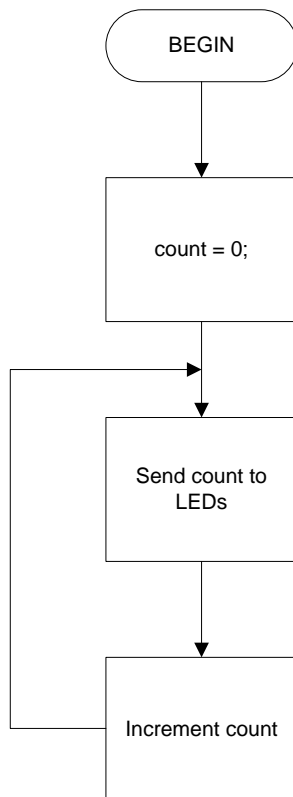 BEGIN
count = 0;
Send count to
LEDs
Increment count